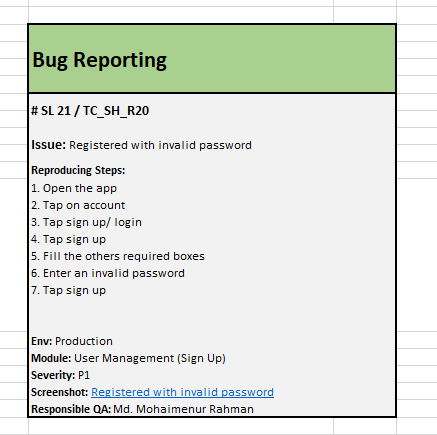 Bug Reporting
# SL 21 / TC_SH_R20
Issue: Registered with invalid password
Reproducing Steps:
1. Open the app
2. Tap on account
3. Tap sign up/ login
4. Tap sign up
5. Fill the others required boxes
6. Enter an invalid password
7. Tap sign up
Env: Production
Module: User Management (Sign Up)
Severity: P1
Screenshot: Registered with invalid password
Responsible QA: Md. Mohaimenur Rahman